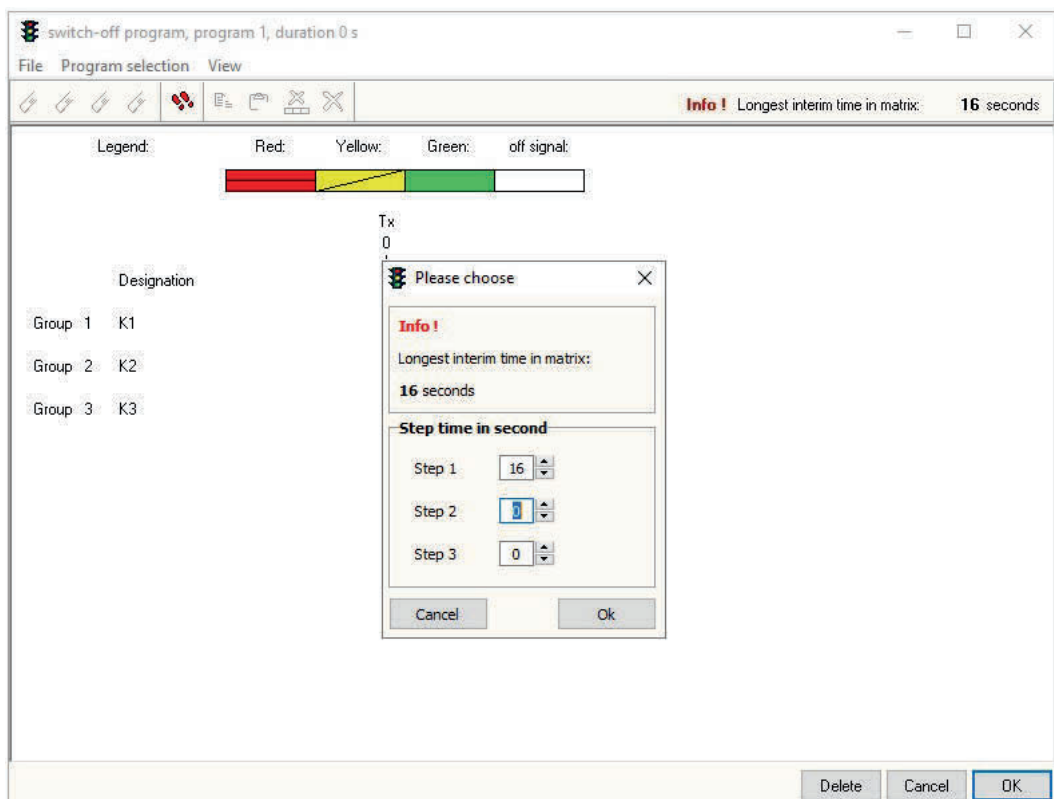 switch-off program, program 1, duration 0 s
File Program selection View
Info ! Longest interim time in matrix: 16 seconds
Legend: Red: Yellow: Green: off signal:
Tx
0
Designation
Group 1 K1
Group 2 K2
Group 3 K3
Please choose
Info !
Longest interim time in matrix:
16 seconds
Step time in second
Step 1 16
Step 2 0
Step 3 0
Cancel Ok
Delete Cancel OK